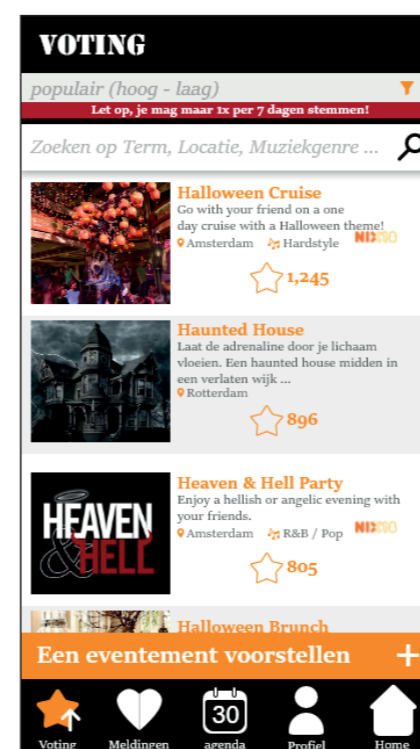 VOTING
populair (hoog - laag)
Let op, je mag maar 1x per 7 dagen stemmen!
Zoeken op Term, Locatie, Muziekgenre ...
Halloween Cruise
Go with your friend on a one
day cruise with a Halloween theme!
Amsterdam Hardstyle
1,245
Haunted House
Laat de adrenaline door je lichaam
vloeien. Een haunted house midden in
een verlaten wijk ...
Rotterdam
896
HEAVEN
& HELL
Heaven & Hell Party
Enjoy a hellish or angelic evening with
your friends.
Amsterdam R&B / Pop
805
Halloween Brunch
Een eventement voorstellen +
30
Voting Meldingen agenda Profiel Home